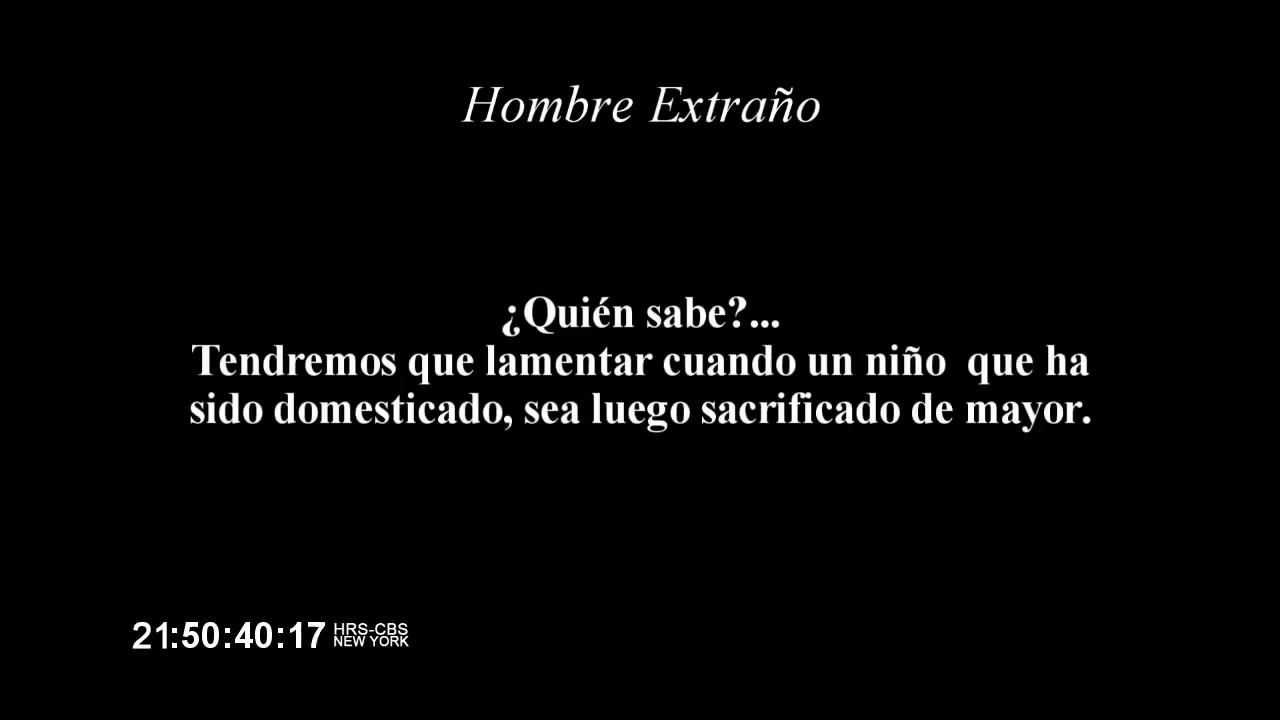 Hombre Extraño
¿Quién sabe?...
Tendremos que lamentar cuando un niño  que ha
sido domesticado, sea luego sacrificado de mayor.
21:50:40:17 HRS-CBS
NEW YORK